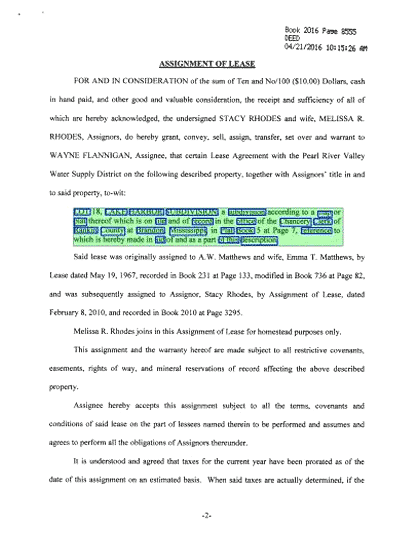 Book 2016 Page 8555
DEED
04/21/2016 10:15:26 AM
ASSIGNMENT OF LEASE
FOR AND IN CONSIDERATION of the sum of Ten and No/100 ($10.00) Dollars, cash
in hand paid, and other good and valuable consideration, the receipt and sufficiency of all of
which are hereby acknowledged, the undersigned STACY RHODES and wife, MELISSA R.
RHODES, Assignors, do hereby grant, convey, sell, assign, transfer, set over and warrant to
WAYNE FLANNIGAN, Assignee, that certain Lease Agreement with the Pearl River Valley
Water Supply District on the following described property, together with Assignors' title in and
to said property, to-wit:
LOT 18, LAKE HARBOR SUBDIVISION, a subdivision according to a map or
plat thereof which is on file and of record in the office of the Chancery Clerk of
Rankin County at Brandon, Mississippi, in Plat Book 5 at Page 7, reference to
which is hereby made in aid of and as a part of this description.
Said lease was originally assigned to A.W. Matthews and wife, Emma T. Matthews, by
Lease dated May 19, 1967, recorded in Book 231 at Page 133, modified in Book 736 at Page 82,
and was subsequently assigned to Assignor, Stacy Rhodes, by Assignment of Lease, dated
February 8, 2010, and recorded in Book 2010 at Page 3295.
Melissa R. Rhodes joins in this Assignment of Lease for homestead purposes only.
This assignment and the warranty hereof are made subject to all restrictive covenants,
easements, rights of way, and mineral reservations of record affecting the above described
property.
Assignee hereby accepts this assignment subject to all the terms, covenants and
conditions of said lease on the part of lessees named therein to be performed and assumes and
agrees to perform all the obligations of Assignors thereunder.
It is understood and agreed that taxes for the current year have been prorated as of the
date of this assignment on an estimated basis. When said taxes are actually determined, if the
-2-